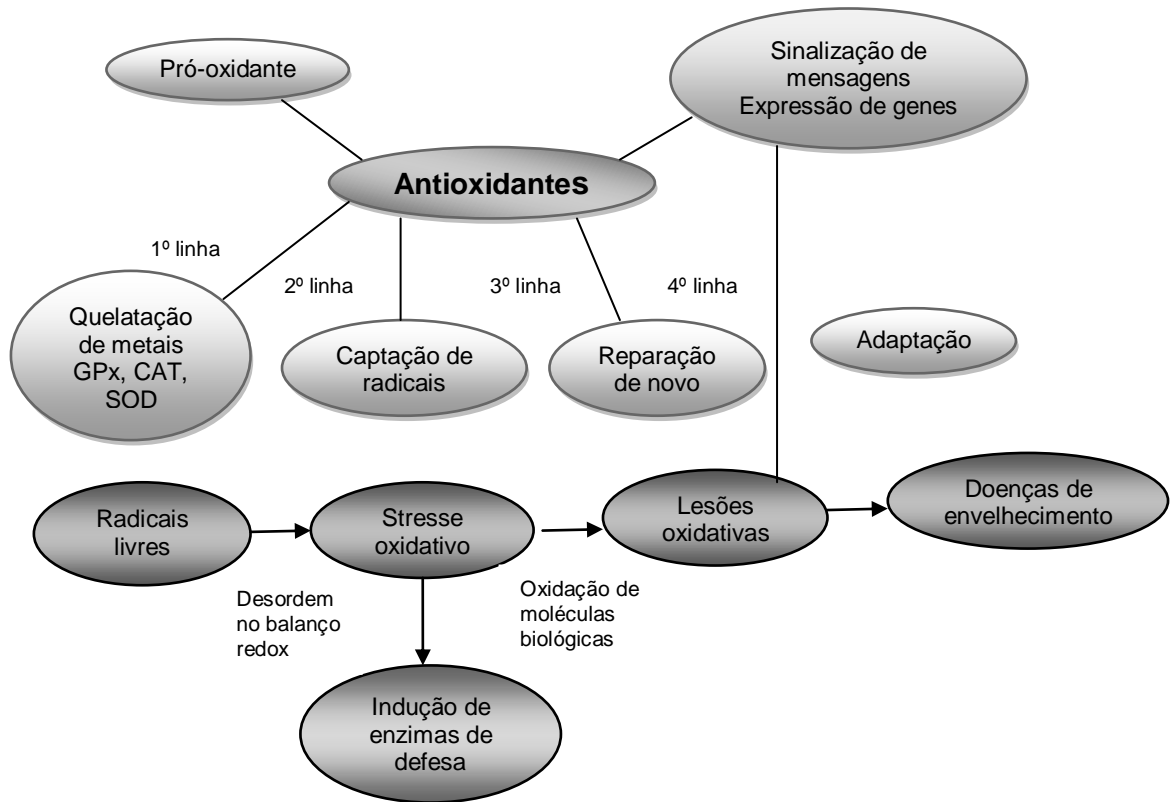 Pró-oxidante
Sinalização de
mensagens
Expressão de genes
Antioxidantes
1º linha
2º linha
3º linha
4º linha
Quelatação
de metais
GPx, CAT,
SOD
Captação de
radicais
Reparação
de novo
Adaptação
Radicais
livres
Stresse
oxidativo
Lesões
oxidativas
Doenças de
envelhecimento
Desordem
no balanço
redox
Oxidação de
moléculas
biológicas
Indução de
enzimas de
defesa